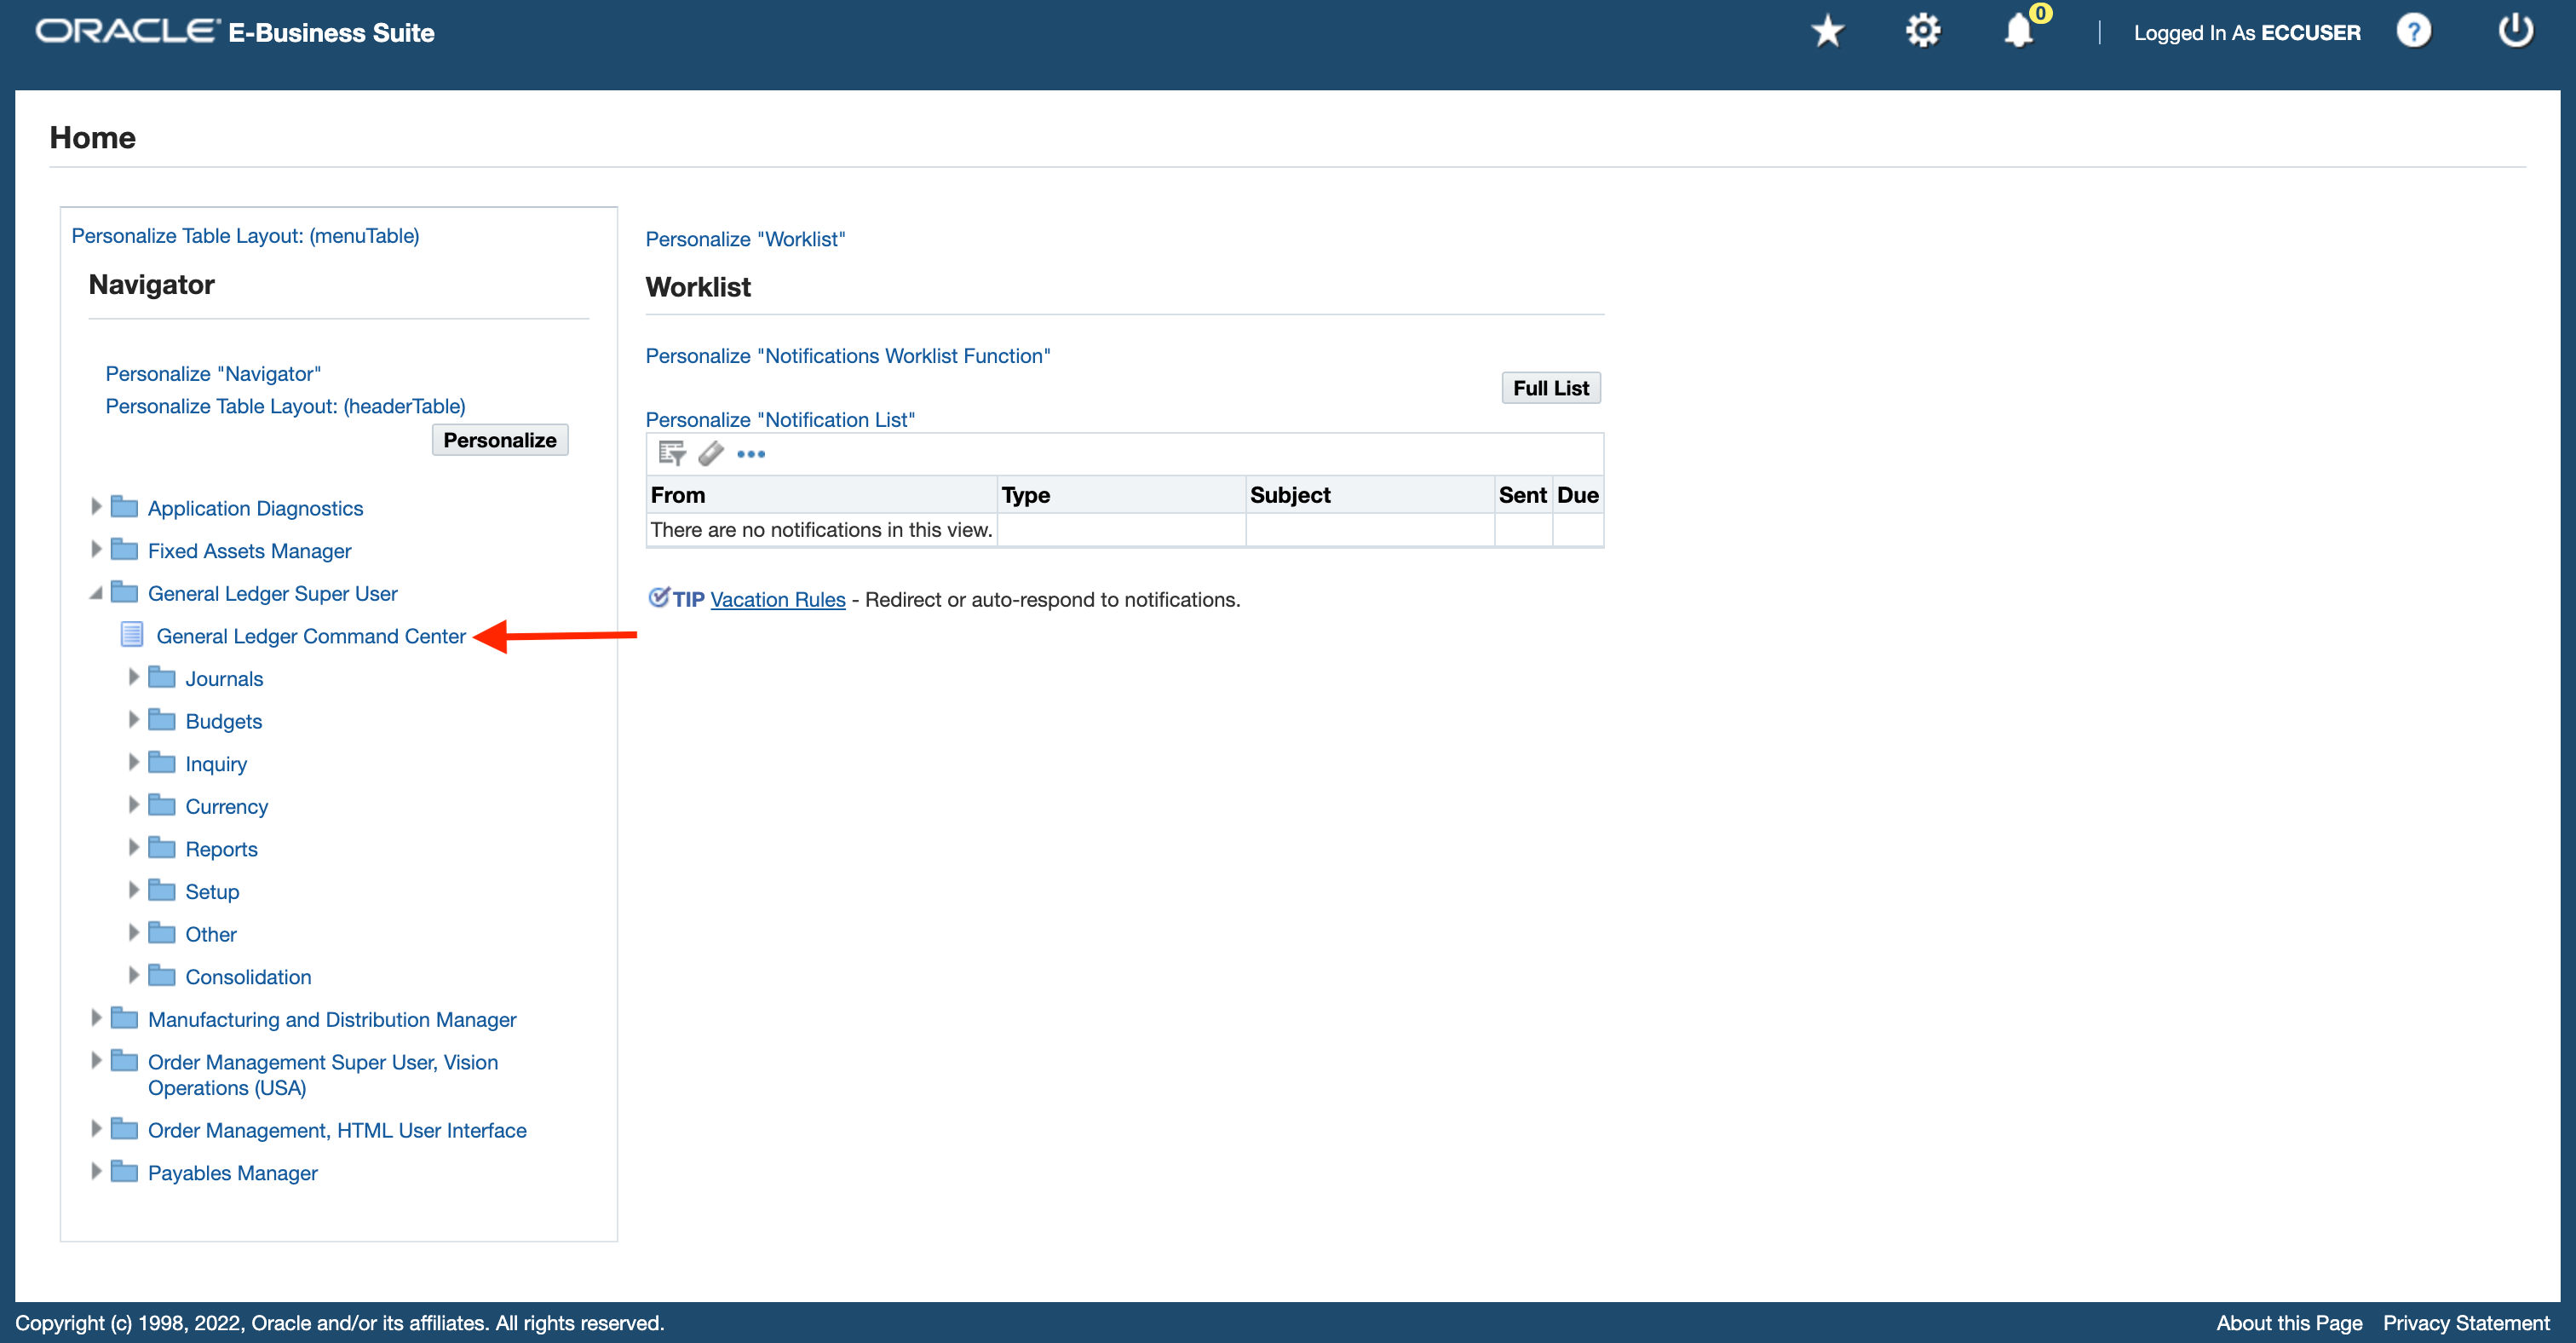 ORACLE E-Business Suite
0
Logged In As ECCUSER
?
Home
Personalize Table Layout: (menuTable)
Navigator
Personalize "Navigator"
Personalize Table Layout: (headerTable)
Personalize
Application Diagnostics
Fixed Assets Manager
General Ledger Super User
General Ledger Command Center
Journals
Budgets
Inquiry
Currency
Reports
Setup
Other
Consolidation
Manufacturing and Distribution Manager
Order Management Super User, Vision
Operations (USA)
Order Management, HTML User Interface
Payables Manager
Personalize "Worklist"
Worklist
Personalize "Notifications Worklist Function"
Full List
Personalize "Notification List"
From Type Subject Sent Due
There are no notifications in this view.
TIP Vacation Rules - Redirect or auto-respond to notifications.
Copyright (c) 1998, 2022, Oracle and/or its affiliates. All rights reserved.
About this Page Privacy Statement